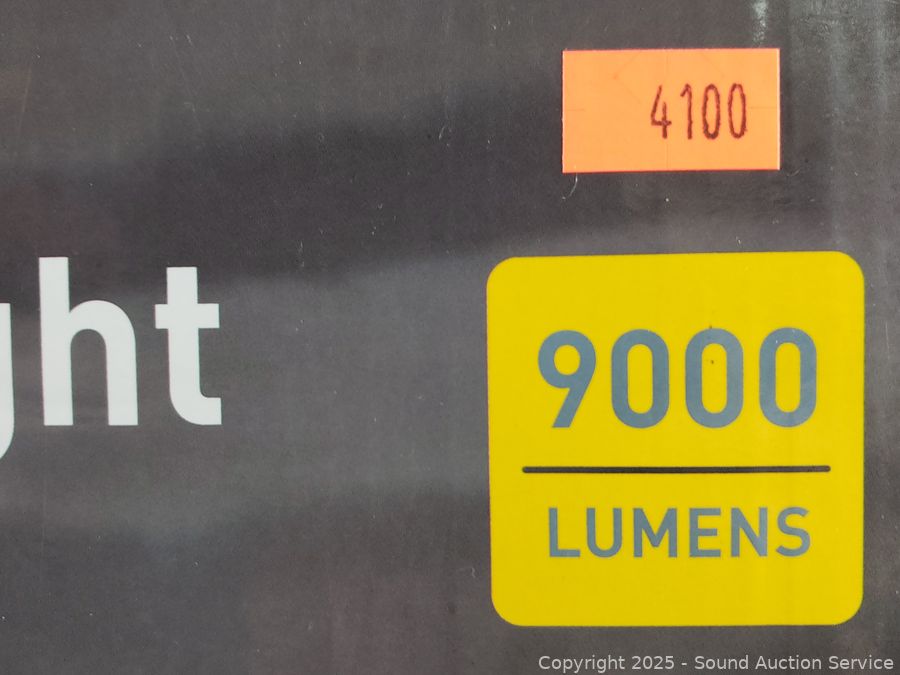 4100
ght
9000
LUMENS
Copyright 2025 - Sound Auction Service